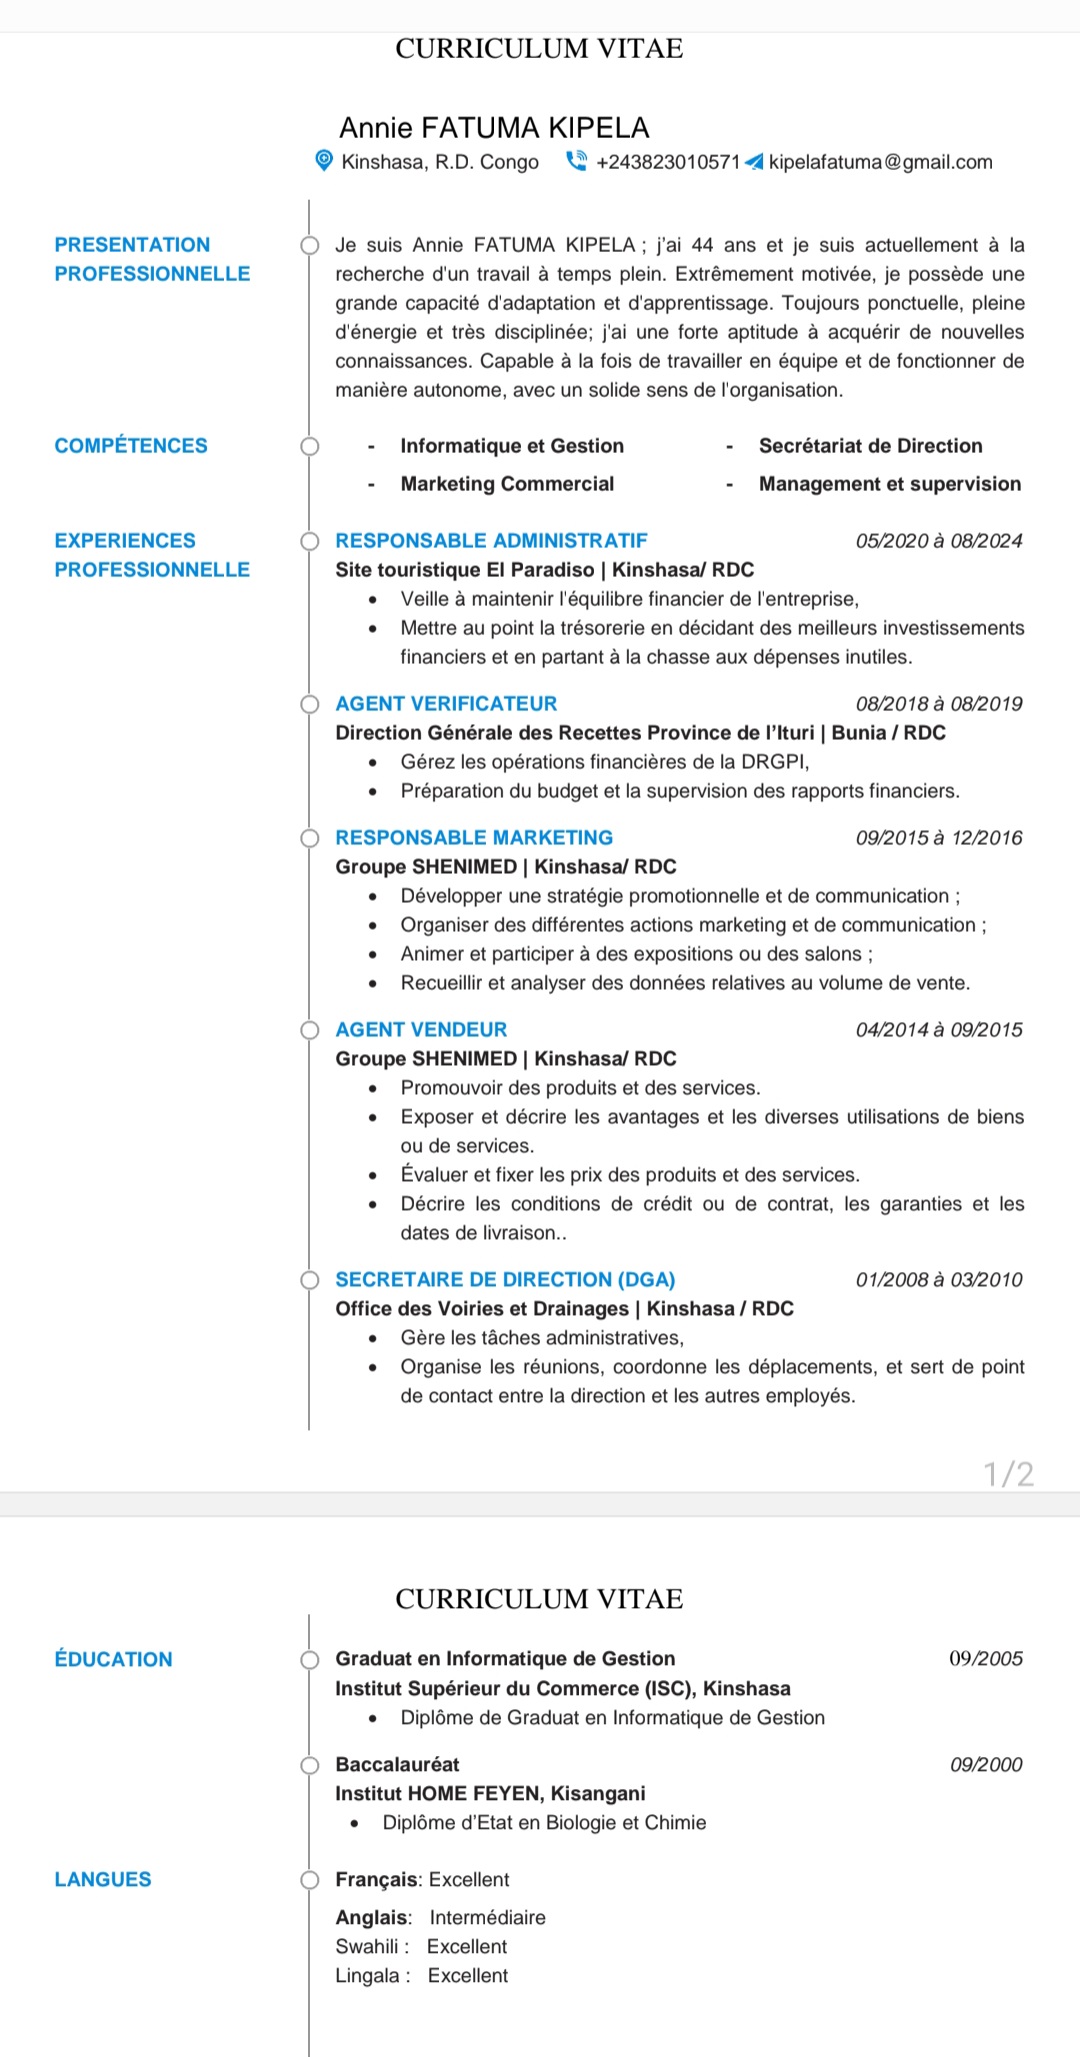 CURRICULUM VITAE
Annie FATUMA KIPELA
Kinshasa, R.D. Congo +243823010571 kipelafatuma@gmail.com
PRESENTATION
PROFESSIONNELLE
Je suis Annie FATUMA KIPELA ; j'ai 44 ans et je suis actuellement à la
recherche d'un travail à temps plein. Extrêmement motivée, je possède une
grande capacité d'adaptation et d'apprentissage. Toujours ponctuelle, pleine
d'énergie et très disciplinée; j'ai une forte aptitude à acquérir de nouvelles
connaissances. Capable à la fois de travailler en équipe et de fonctionner de
manière autonome, avec un solide sens de l'organisation.
COMPÉTENCES
- Informatique et Gestion - Secrétariat de Direction
- Marketing Commercial - Management et supervision
EXPERIENCES
PROFESSIONNELLE
RESPONSABLE ADMINISTRATIF 05/2020 à 08/2024
Site touristique El Paradiso | Kinshasa/ RDC
• Veille à maintenir l'équilibre financier de l'entreprise,
• Mettre au point la trésorerie en décidant des meilleurs investissements
financiers et en partant à la chasse aux dépenses inutiles.
AGENT VERIFICATEUR 08/2018 à 08/2019
Direction Générale des Recettes Province de l’Ituri | Bunia / RDC
• Gérez les opérations financières de la DRGPI,
• Préparation du budget et la supervision des rapports financiers.
RESPONSABLE MARKETING 09/2015 à 12/2016
Groupe SHENIMED | Kinshasa/ RDC
• Développer une stratégie promotionnelle et de communication ;
• Organiser des différentes actions marketing et de communication ;
• Animer et participer à des expositions ou des salons ;
• Recueillir et analyser des données relatives au volume de vente.
AGENT VENDEUR 04/2014 à 09/2015
Groupe SHENIMED | Kinshasa/ RDC
• Promouvoir des produits et des services.
• Exposer et décrire les avantages et les diverses utilisations de biens
ou de services.
• Évaluer et fixer les prix des produits et des services.
• Décrire les conditions de crédit ou de contrat, les garanties et les
dates de livraison..
SECRETAIRE DE DIRECTION (DGA) 01/2008 à 03/2010
Office des Voiries et Drainages | Kinshasa / RDC
• Gère les tâches administratives,
• Organise les réunions, coordonne les déplacements, et sert de point
de contact entre la direction et les autres employés.
1/2
CURRICULUM VITAE
ÉDUCATION
Graduat en Informatique de Gestion 09/2005
Institut Supérieur du Commerce (ISC), Kinshasa
• Diplôme de Graduat en Informatique de Gestion
Baccalauréat 09/2000
Institut HOME FEYEN, Kisangani
• Diplôme d’Etat en Biologie et Chimie
LANGUES
Français: Excellent
Anglais: Intermédiaire
Swahili : Excellent
Lingala : Excellent